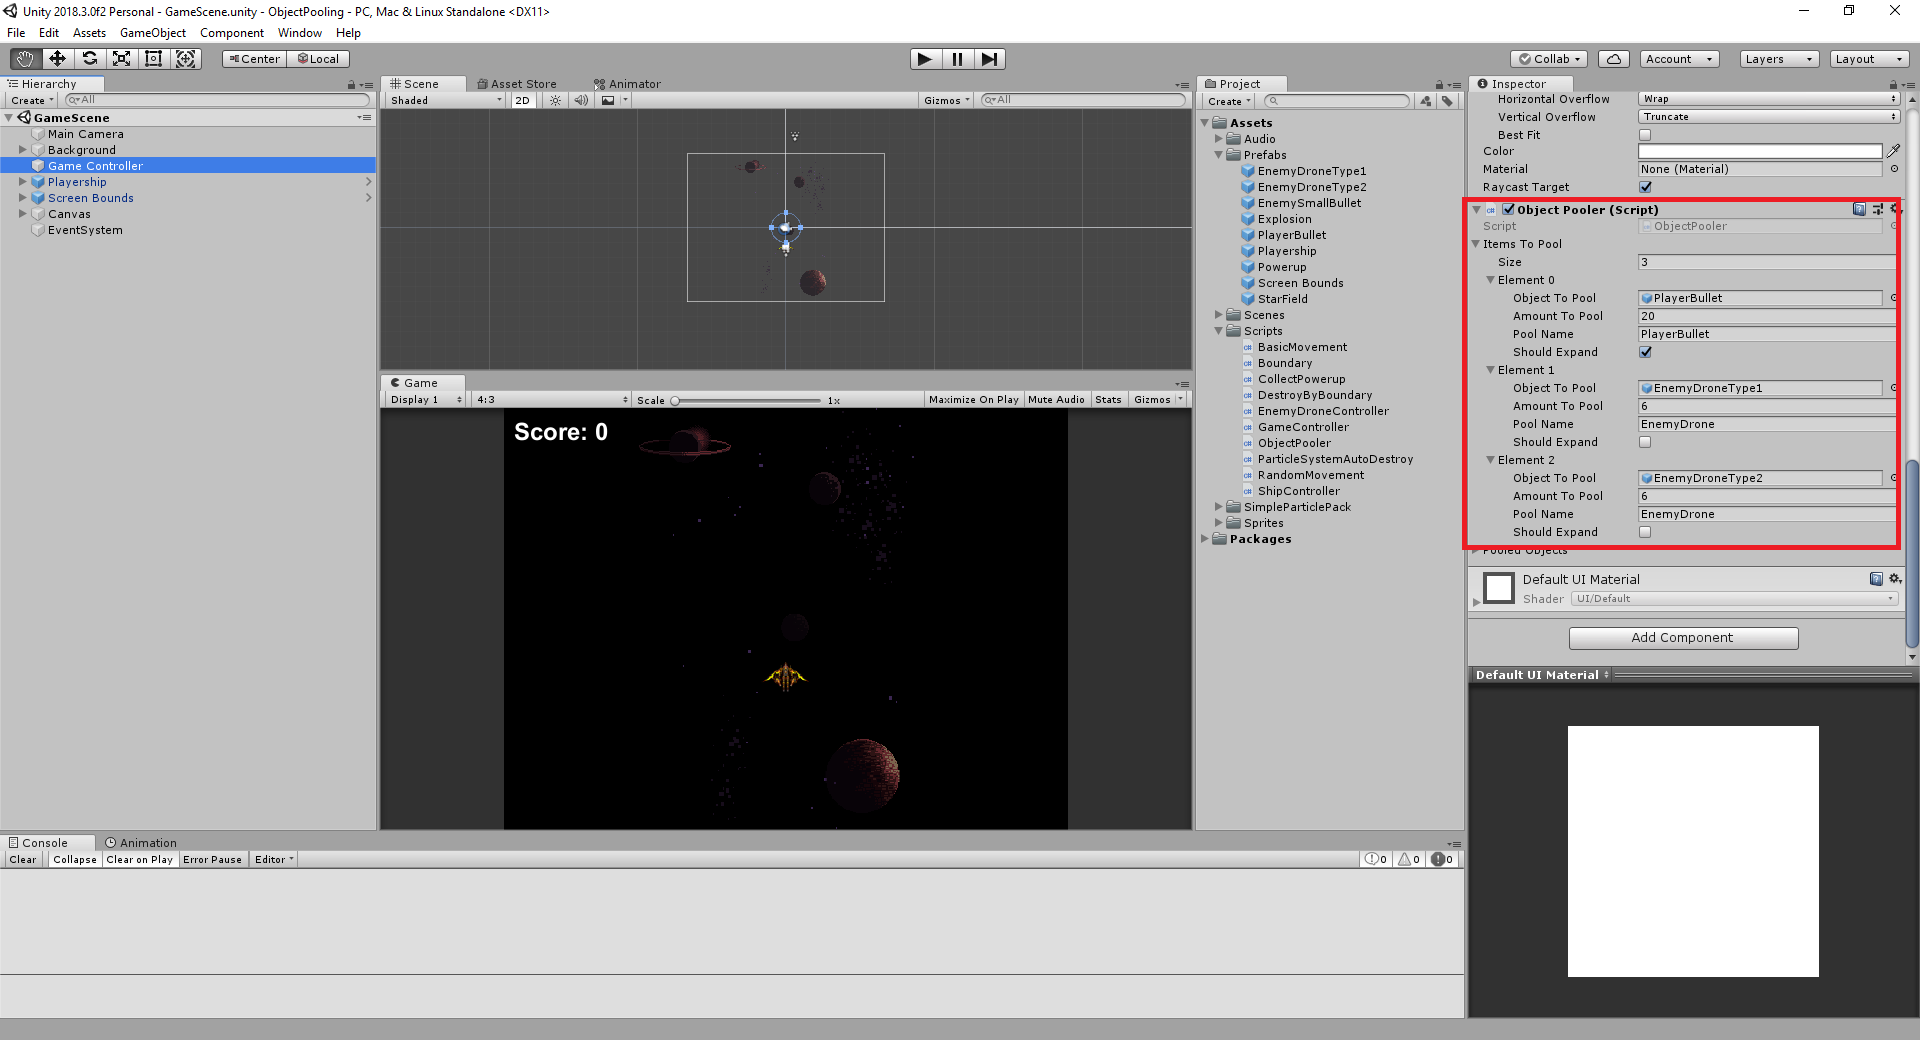 Unity 2018.3.0f2 Personal - GameScene.unity - ObjectPooling - PC, Mac & Linux Standalone <DX11>
File Edit Assets GameObject Component Window Help
Center Local
Collab Account Layers Layout
Hierarchy
Create All
GameScene
Main Camera
Background
Game Controller
Playership
Screen Bounds
Canvas
EventSystem
Scene Asset Store Animator
Shaded 2D Gizmos All
Game
Display 1 4:3 Scale 1x Maximize On Play Mute Audio Stats Gizmos
Score: 0
Project
Create
Assets
Audio
Prefabs
EnemyDroneType1
EnemyDroneType2
EnemySmallBullet
Explosion
PlayerBullet
Playership
Powerup
Screen Bounds
StarField
Scenes
Scripts
BasicMovement
Boundary
CollectPowerup
DestroyByBoundary
EnemyDroneController
GameController
ObjectPooler
ParticleSystemAutoDestroy
RandomMovement
ShipController
SimpleParticlePack
Sprites
Packages
Inspector
Horizontal Overflow Wrap
Vertical Overflow Truncate
Best Fit
Color
Material None (Material)
Raycast Target
Object Pooler (Script)
Script ObjectPooler
Items To Pool
Size 3
Element 0
Object To Pool PlayerBullet
Amount To Pool 20
Pool Name PlayerBullet
Should Expand
Element 1
Object To Pool EnemyDroneType1
Amount To Pool 6
Pool Name EnemyDrone
Should Expand
Element 2
Object To Pool EnemyDroneType2
Amount To Pool 6
Pool Name EnemyDrone
Should Expand
Pooled Objects
Default UI Material
Shader UI/Default
Add Component
Default UI Material
Console Animation
Clear Collapse Clear on Play Error Pause Editor 0 0 0